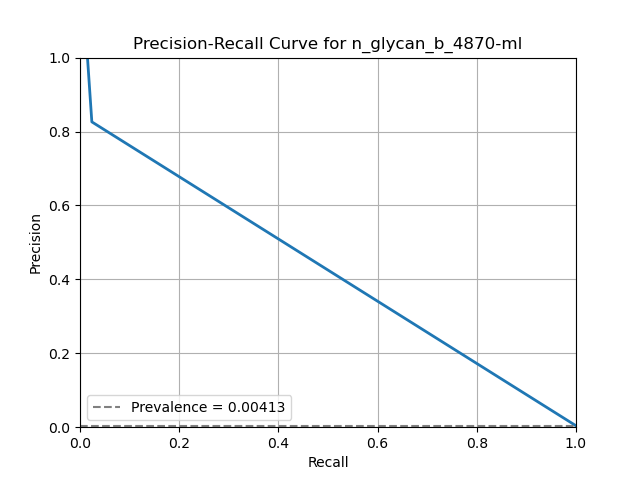 Precision-Recall Curve for n_glycan_b_4870-ml
1.0
0.8
0.6
0.4
0.2
0.0
Precision
Prevalence = 0.00413
0.0 0.2 0.4 0.6 0.8 1.0
Recall